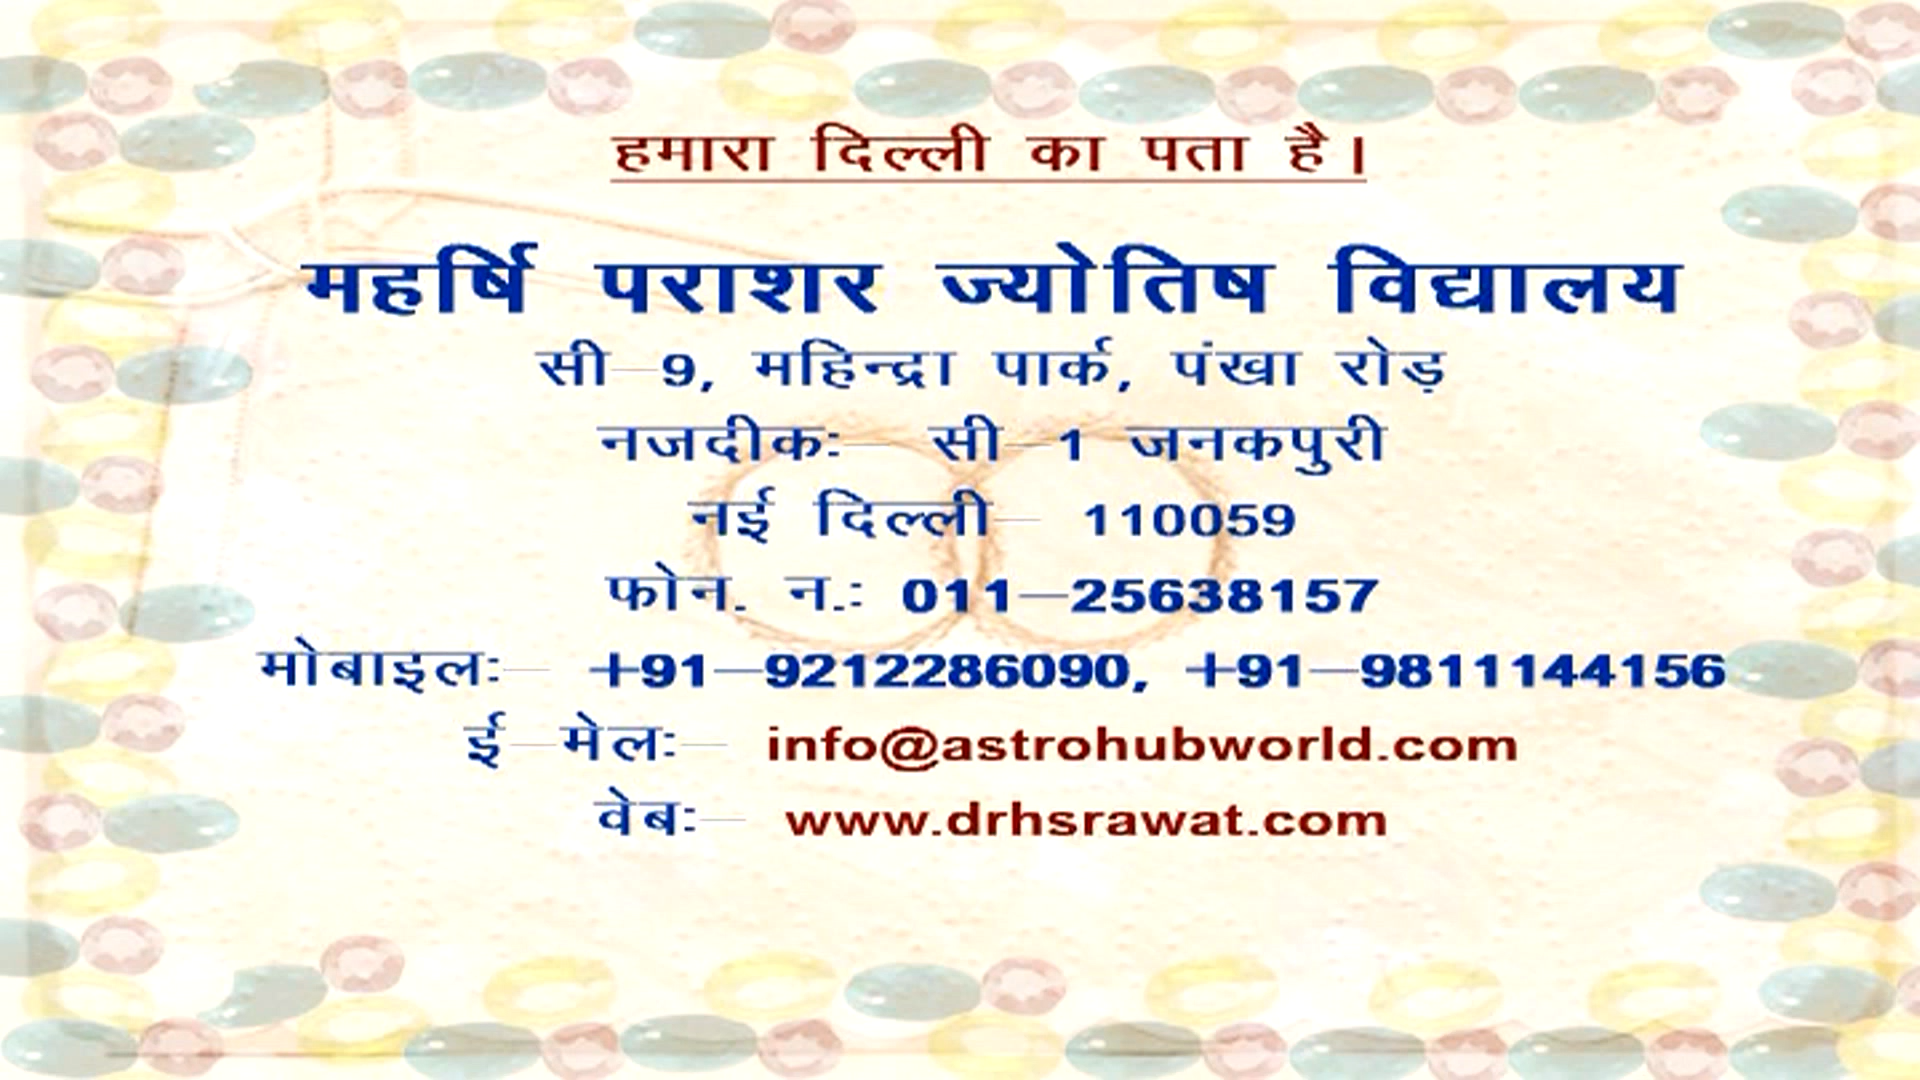 हमारा दिल्ली का पता है।
महर्षि पराशर ज्योतिष विद्यालय
सी–9, महिन्द्रा पार्क, पंखा रोड़
नजदीकः– सी–1 जनकपुरी
नई दिल्ली– 110059
फोन. न.: 011–25638157
मोबाइलः– +91–9212286090, +91–9811144156
ई–मेलः– info@astrohubworld.com
वेबः– www.drhsrawat.com